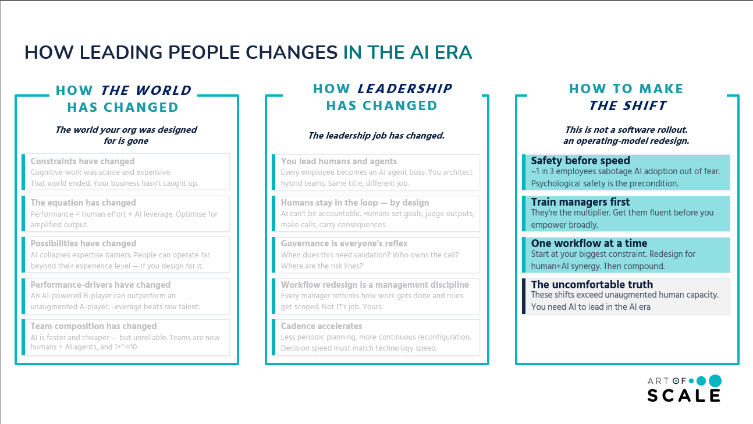 HOW LEADING PEOPLE CHANGES IN THE AI ERA
HOW THE WORLD
HAS CHANGED
The world your org was designed
for is gone
Constraints have changed
Cognitive work was scarce and expensive.
That world ended. Your business hasn't caught up.
The equation has changed
Performance = Human effort × AI leverage. Optimise for
amplified output.
Possibilities have changed
AI collapses expertise barriers. People can operate far
beyond their experience level — if you design for it.
Performance-drivers have changed
An AI-powered B-player can outperform an
unaugmented A-player. Leverage beats raw talent.
Team composition has changed
AI is faster and cheaper — but unreliable. Teams are now
humans + AI agents, and 1+1=10
HOW LEADERSHIP
HAS CHANGED
The leadership job has changed.
You lead humans and agents
Every employee becomes an AI agent boss. You architect
hybrid teams. Same title, different job.
Humans stay in the loop — by design
AI can't be accountable. Humans set goals, judge outputs,
make calls, carry consequences.
Governance is everyone's reflex
When does this need validation? Who owns the call?
Where are the risk lines?
Workflow redesign is a management discipline
Every manager rethinks how work gets done and roles
get scoped. Not IT's job. Yours.
Cadence accelerates
Less periodic planning, more continuous reconfiguration.
Decision speed must match technology speed.
HOW TO MAKE
THE SHIFT
This is not a software rollout.
an operating-model redesign.
Safety before speed
~1 in 3 employees sabotage AI adoption out of fear.
Psychological safety is the precondition.
Train managers first
They're the multiplier. Get them fluent before you
empower broadly.
One workflow at a time
Start at your biggest constraint. Redesign for
human+AI synergy. Then compound.
The uncomfortable truth
These shifts exceed unaugmented human capacity.
You need AI to lead in the AI era
ART OF
SCALE